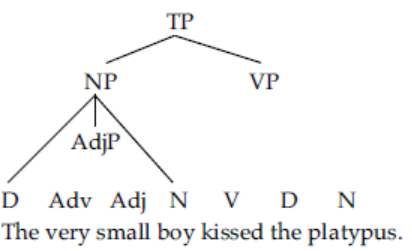 TP
NP VP
AdjP
D Adv Adj N V D N
The very small boy kissed the platypus.